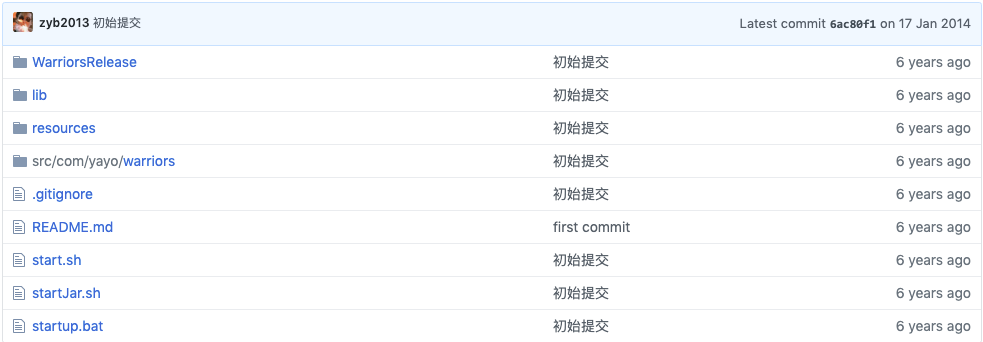 zyb2013 初始提交 Latest commit 6ac80f1 on 17 Jan 2014
WarriorsRelease 初始提交 6 years ago
lib 初始提交 6 years ago
resources 初始提交 6 years ago
src/com/yayo/warriors 初始提交 6 years ago
.gitignore 初始提交 6 years ago
README.md first commit 6 years ago
start.sh 初始提交 6 years ago
startJar.sh 初始提交 6 years ago
startup.bat 初始提交 6 years ago